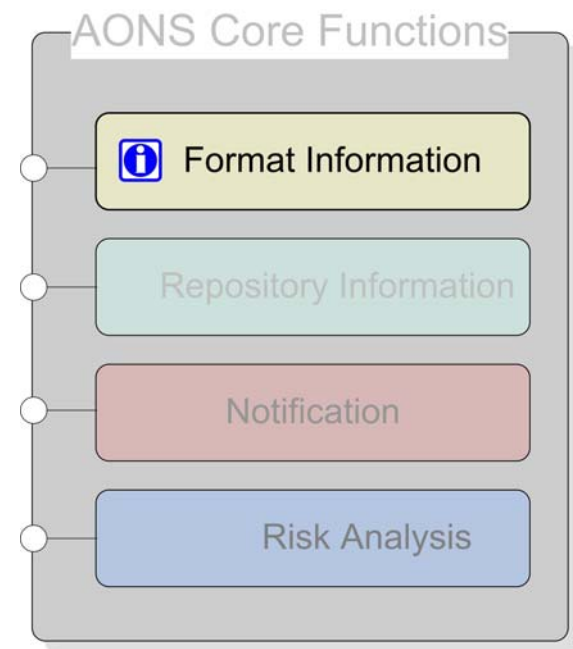 AONS Core Functions
Format Information
Repository Information
Notification
Risk Analysis